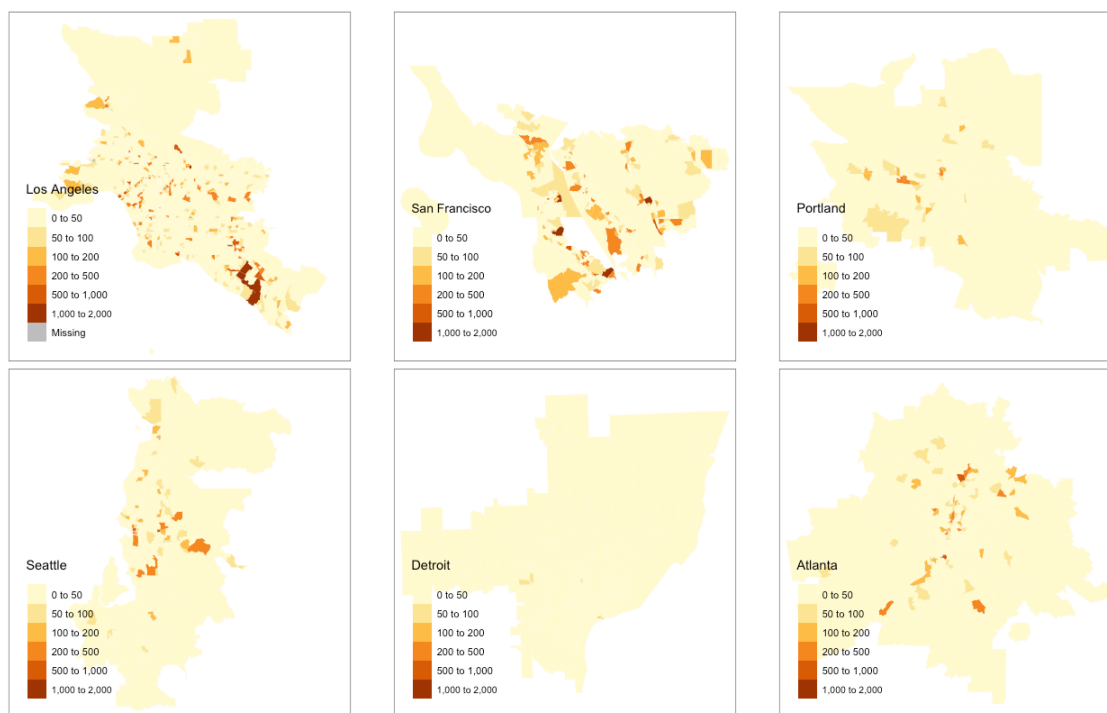 Los Angeles
0 to 50
50 to 100
100 to 200
200 to 500
500 to 1,000
1,000 to 2,000
Missing
San Francisco
0 to 50
50 to 100
100 to 200
200 to 500
500 to 1,000
1,000 to 2,000
Portland
0 to 50
50 to 100
100 to 200
200 to 500
500 to 1,000
1,000 to 2,000
Seattle
0 to 50
50 to 100
100 to 200
200 to 500
500 to 1,000
1,000 to 2,000
Detroit
0 to 50
50 to 100
100 to 200
200 to 500
500 to 1,000
1,000 to 2,000
Atlanta
0 to 50
50 to 100
100 to 200
200 to 500
500 to 1,000
1,000 to 2,000